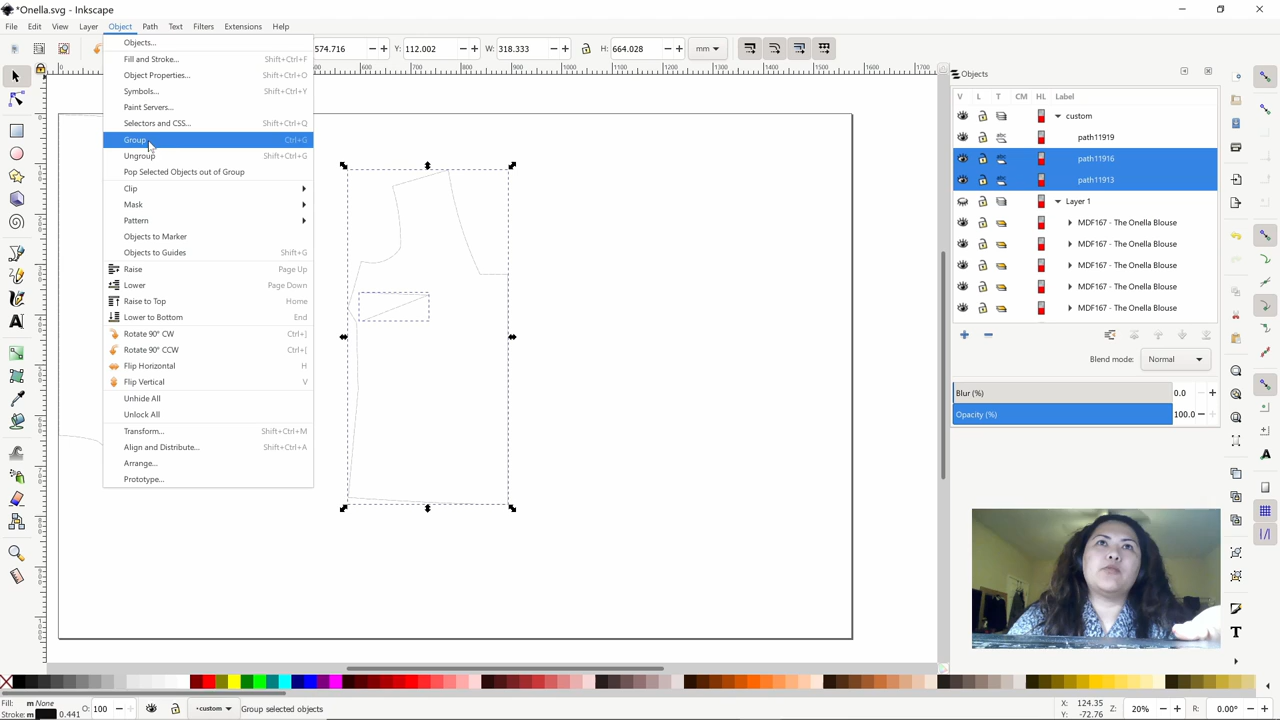 *Onella.svg - Inkscape
File Edit View Layer Object Path Text Filters Extensions Help
574.716 Y: 112.002 W: 318.333 H: 664.028 mm
Objects...
Fill and Stroke... Shift+Ctrl+F
Object Properties... Shift+Ctrl+O
Symbols... Shift+Ctrl+Y
Paint Servers...
Selectors and CSS... Shift+Ctrl+Q
Group Ctrl+G
Ungroup Shift+Ctrl+G
Pop Selected Objects out of Group
Clip
Mask
Pattern
Objects to Marker
Objects to Guides Shift+G
Raise Page Up
Lower Page Down
Raise to Top Home
Lower to Bottom End
Rotate 90° CW Ctrl+]
Rotate 90° CCW Ctrl+[
Flip Horizontal H
Flip Vertical V
Unhide All
Unlock All
Transform... Shift+Ctrl+M
Align and Distribute... Shift+Ctrl+A
Arrange...
Prototype...
Objects
V L T CM HL Label
custom
path11919
path11916
path11913
Layer 1
MDF167 - The Onella Blouse
MDF167 - The Onella Blouse
MDF167 - The Onella Blouse
MDF167 - The Onella Blouse
MDF167 - The Onella Blouse
Blend mode: Normal
Blur (%) 0.0
Opacity (%) 100.0
Fill: m None
Stroke: m 0.441 O: 100 •custom Group selected objects X: 124.35 Y: -72.76 Z: 20% R: 0.00°